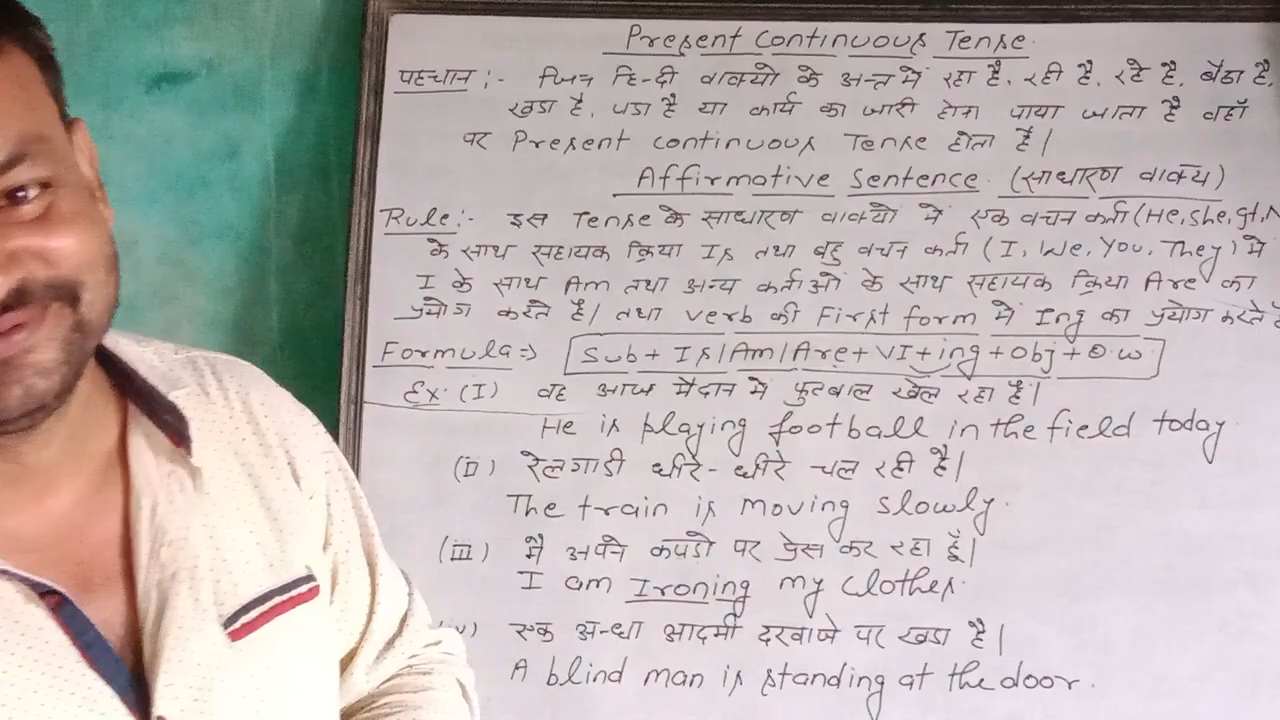 Present Continuous Tense
पहचान :- जिन हिन्दी वाक्यो के अन्त में रहा है, रही है, रहे है, बैठा है,
खडा है, पडा है या कार्य का जारी होना पाया जाता है वहाँ
पर Present continuous Tense होता है।
Affirmative Sentence (साधारण वाक्य)
Rule:- इस Tense के साधारण वाक्यो में एक वचन कर्ता (He, She, It, N
के साथ सहायक क्रिया Is तथा बहु वचन कर्ता (I, We, You, They) मे
I के साथ Am तथा अन्य कर्ताओ के साथ सहायक क्रिया Are का
प्रयोग करते है। तथा verb की First form में Ing का प्रयोग करते है
Formula => Sub + Is/Am/Are + VI + ing + obj + O.W
Ex: (I) वह आज मैदान मे फुटबाल खेल रहा है।
He is playing football in the field today.
(II) रेलगाडी धीरे-धीरे चल रही है।
The train is moving slowly.
(III) मै अपने कपडो पर प्रेस कर रहा हूँ।
I am Ironing my clothes.
एक अन्धा आदमी दरवाजे पर खडा है।
A blind man is standing at the door.